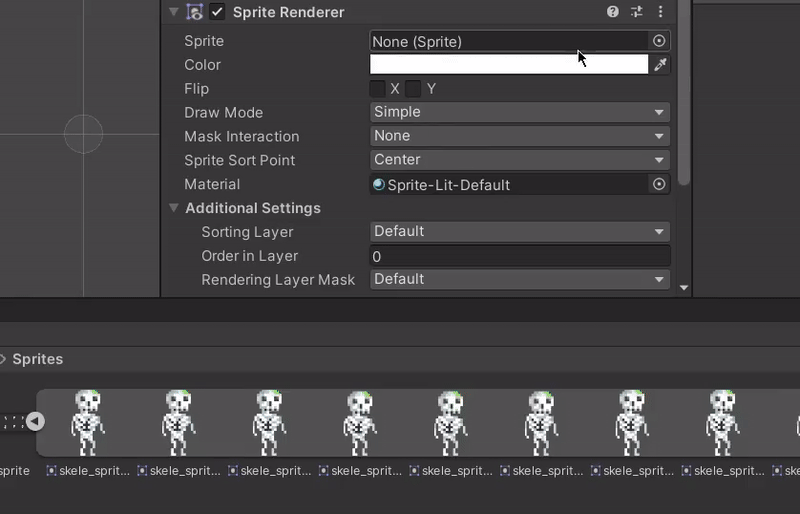 Sprite Renderer
Sprite None (Sprite)
Color
Flip X Y
Draw Mode Simple
Mask Interaction None
Sprite Sort Point Center
Material Sprite-Lit-Default
Additional Settings
Sorting Layer Default
Order in Layer 0
Rendering Layer Mask Default
Sprites
sprite skele_sprit... skele_sprit... skele_sprit... skele_sprit... skele_sprit... skele_sprit... skele_sprit... skele_sprit... ske